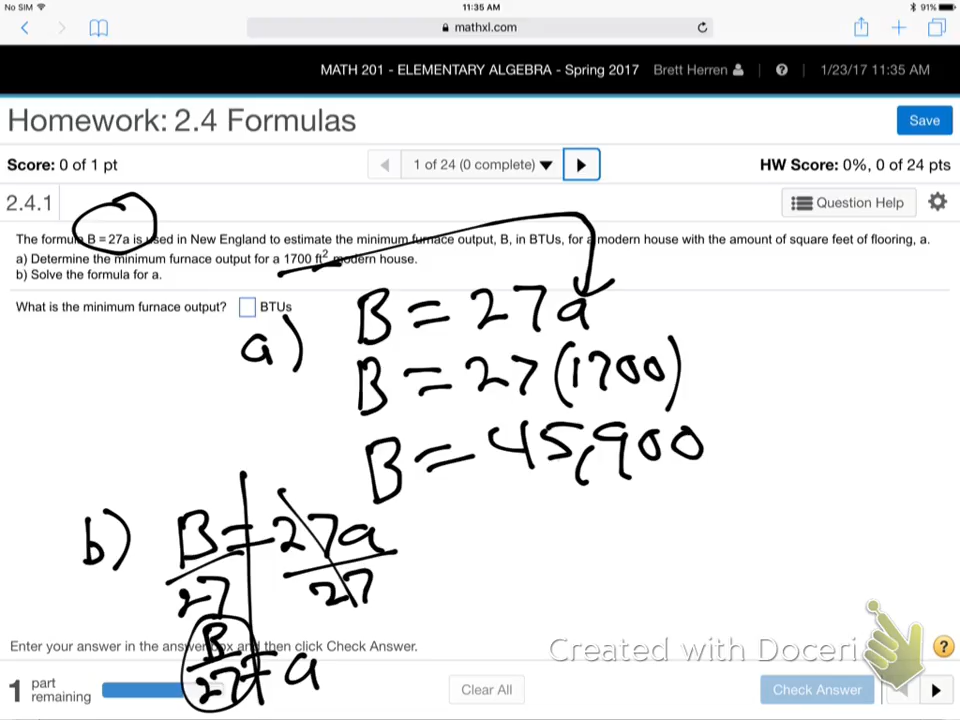 No SIM 11:35 AM 91%
mathxl.com
MATH 201 - ELEMENTARY ALGEBRA - Spring 2017 Brett Herren ? 1/23/17 11:35 AM
Homework: 2.4 Formulas Save
Score: 0 of 1 pt 1 of 24 (0 complete) HW Score: 0%, 0 of 24 pts
2.4.1 Question Help
The formula B = 27a is used in New England to estimate the minimum furnace output, B, in BTUs, for a modern house with the amount of square feet of flooring, a.
a) Determine the minimum furnace output for a 1700 ft² modern house.
b) Solve the formula for a.
What is the minimum furnace output? BTUs
a) B = 27a
B = 27(1700)
B = 45,900
b) B = 27a
27 27
B
27 = a
Enter your answer in the answer box and then click Check Answer.
Created with Doceri
?
1 part remaining Clear All Check Answer